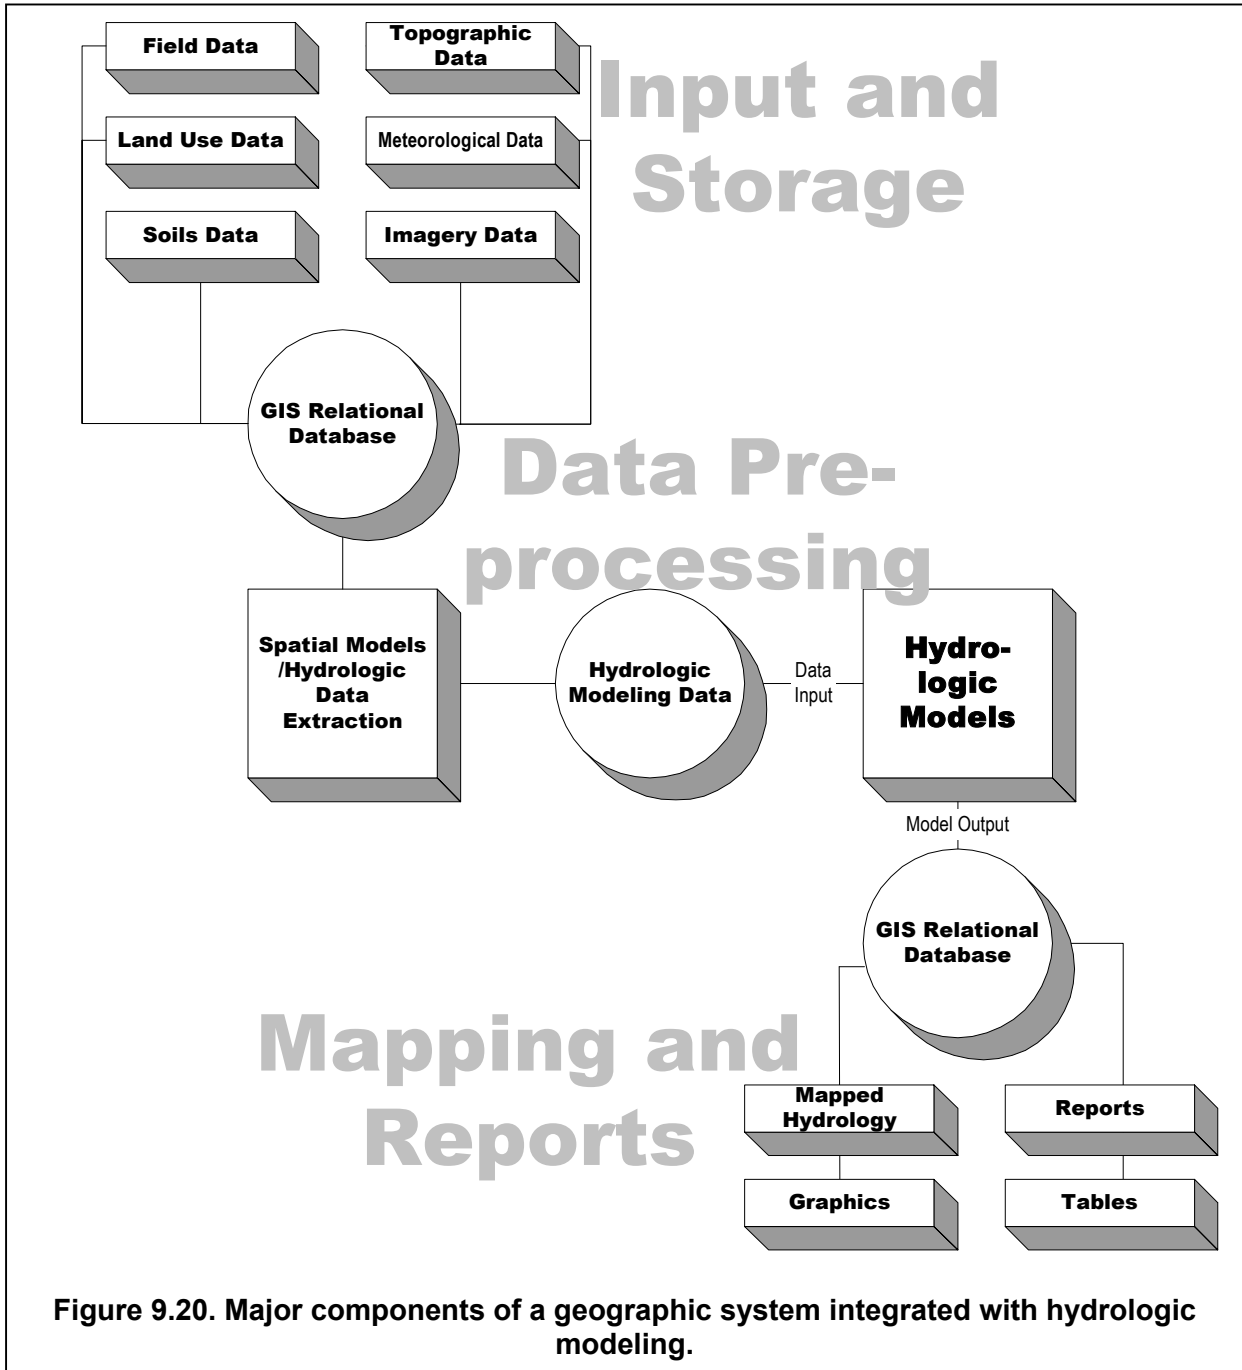 Field Data
Topographic
Data
Input and
Storage
Land Use Data
Meteorological Data
Soils Data
Imagery Data
GIS Relational
Database
Data Pre-
processing
Spatial Models
/Hydrologic
Data
Extraction
Hydrologic
Modeling Data
Data
Input
Hydro-
logic
Models
Model Output
GIS Relational
Database
Mapping and
Reports
Mapped
Hydrology
Reports
Graphics
Tables
Figure 9.20. Major components of a geographic system integrated with hydrologic
modeling.